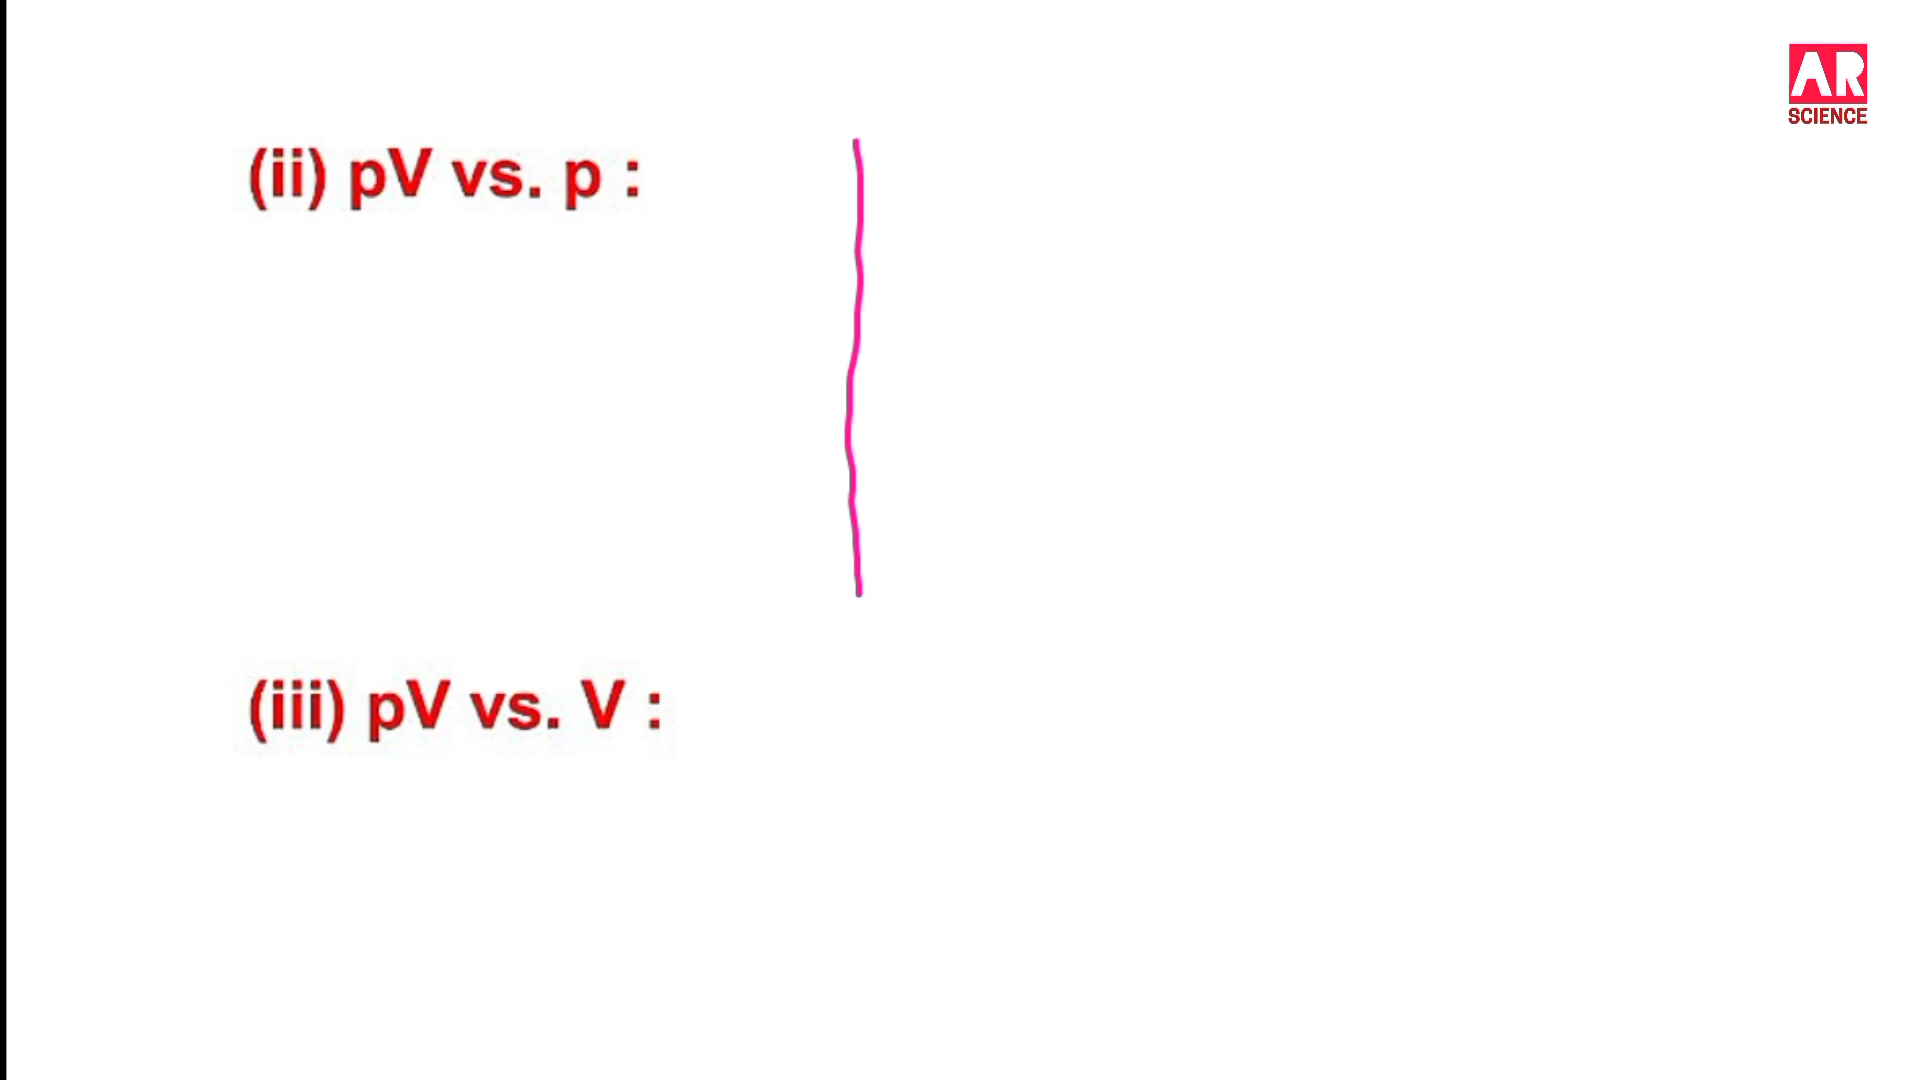 AR
SCIENCE
(ii) pV vs. p :
(iii) pV vs. V :